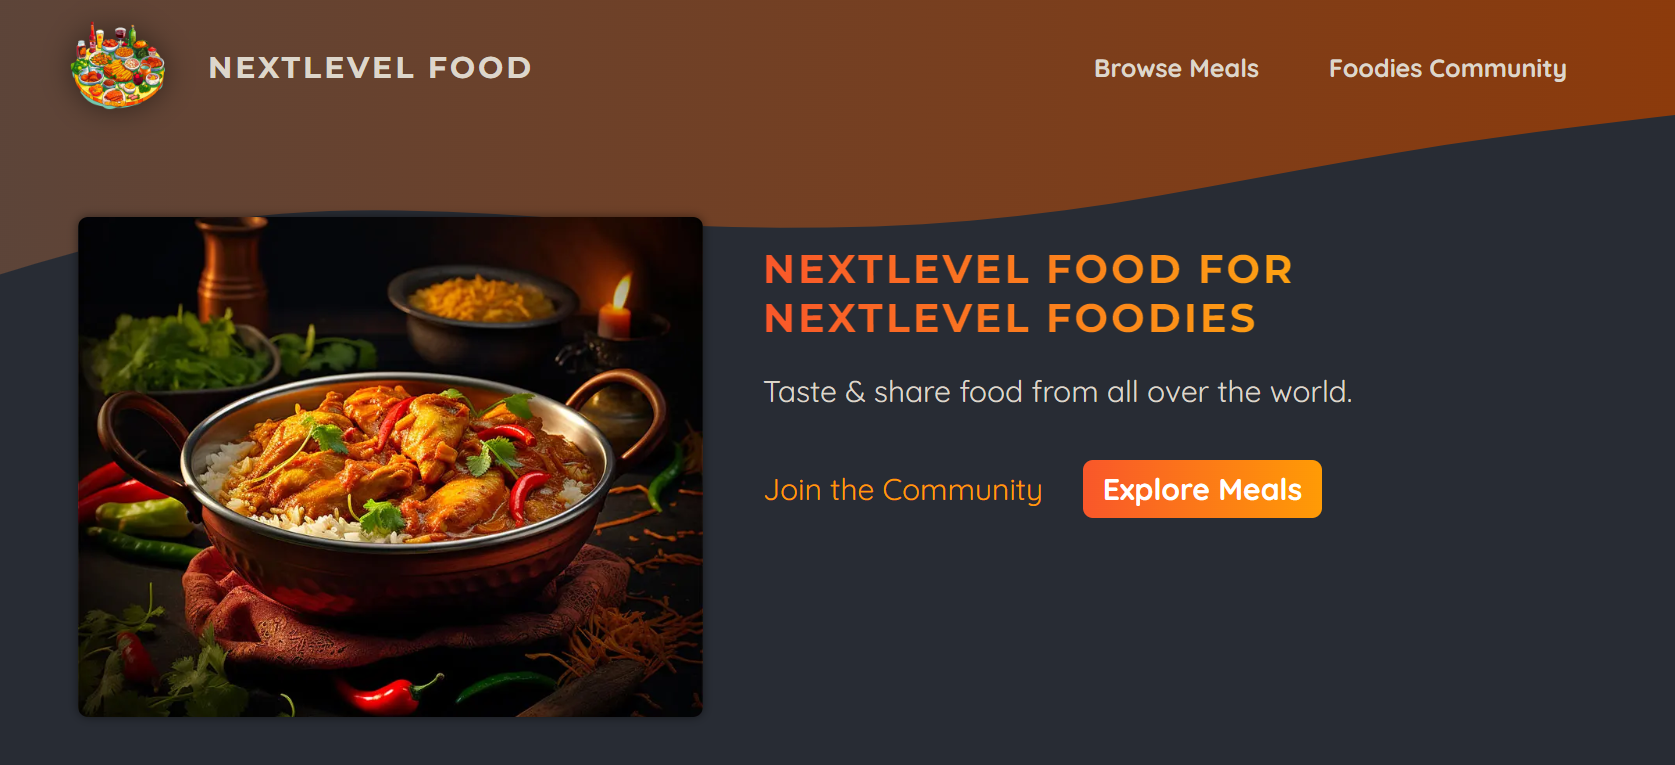 NEXTLEVEL FOOD
Browse Meals
Foodies Community
NEXTLEVEL FOOD FOR
NEXTLEVEL FOODIES
Taste & share food from all over the world.
Join the Community
Explore Meals